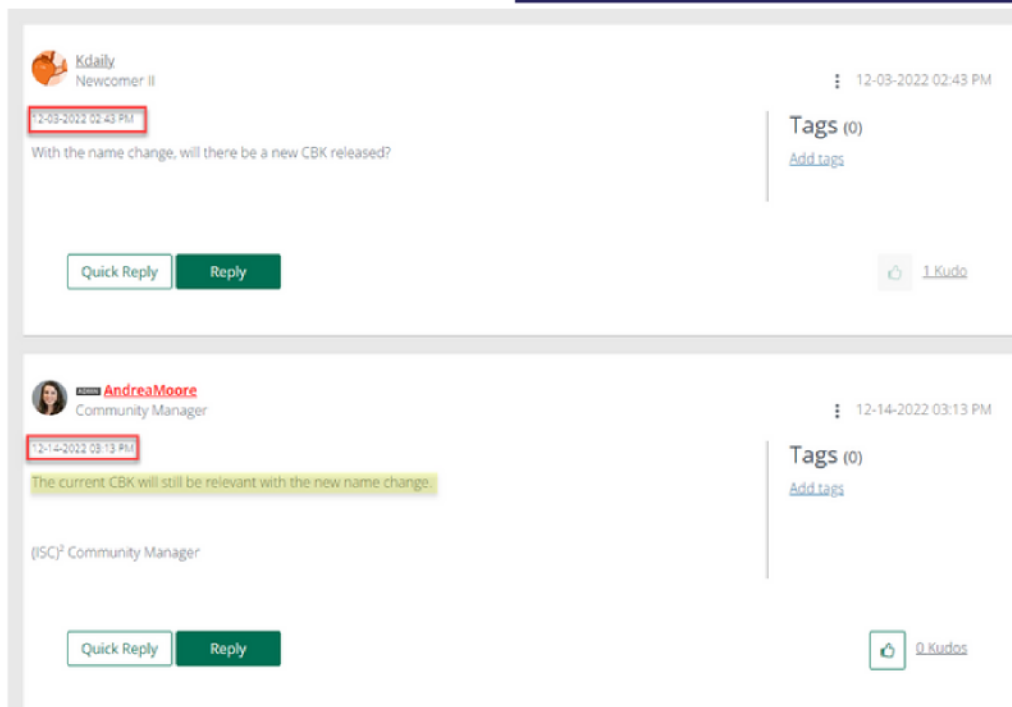 Kdaily
Newcomer II
12-03-2022 02:43 PM
12-03-2022 02:43 PM
With the name change, will there be a new CBK released?
Tags (0)
Add tags
Quick Reply
Reply
1 Kudo
ADMIN AndreaMoore
Community Manager
12-14-2022 03:13 PM
12-14-2022 03:13 PM
The current CBK will still be relevant with the new name change.
(ISC)² Community Manager
Tags (0)
Add tags
Quick Reply
Reply
0 Kudos